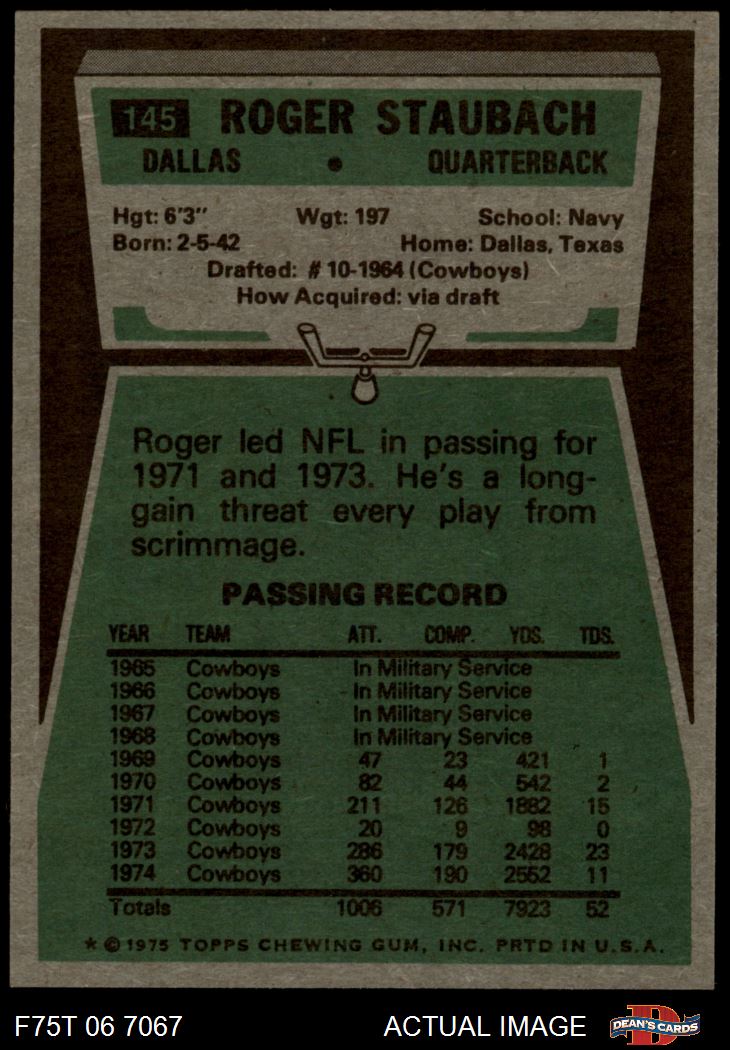 145 ROGER STAUBACH
DALLAS • QUARTERBACK
Hgt: 6'3" Wgt: 197 School: Navy
Born: 2-5-42 Home: Dallas, Texas
Drafted: # 10-1964 (Cowboys)
How Acquired: via draft
Roger led NFL in passing for
1971 and 1973. He's a long-
gain threat every play from
scrimmage.
PASSING RECORD
YEAR TEAM ATT. COMP. YDS. TDS.
1965 Cowboys In Military Service
1966 Cowboys In Military Service
1967 Cowboys In Military Service
1968 Cowboys In Military Service
1969 Cowboys 47 23 421 1
1970 Cowboys 82 44 542 2
1971 Cowboys 211 126 1882 15
1972 Cowboys 20 9 98 0
1973 Cowboys 286 179 2428 23
1974 Cowboys 360 190 2552 11
Totals 1006 571 7923 52
* © 1975 TOPPS CHEWING GUM, INC. PRTD IN U.S.A.
F75T 06 7067 ACTUAL IMAGE D DEAN'S CARDS